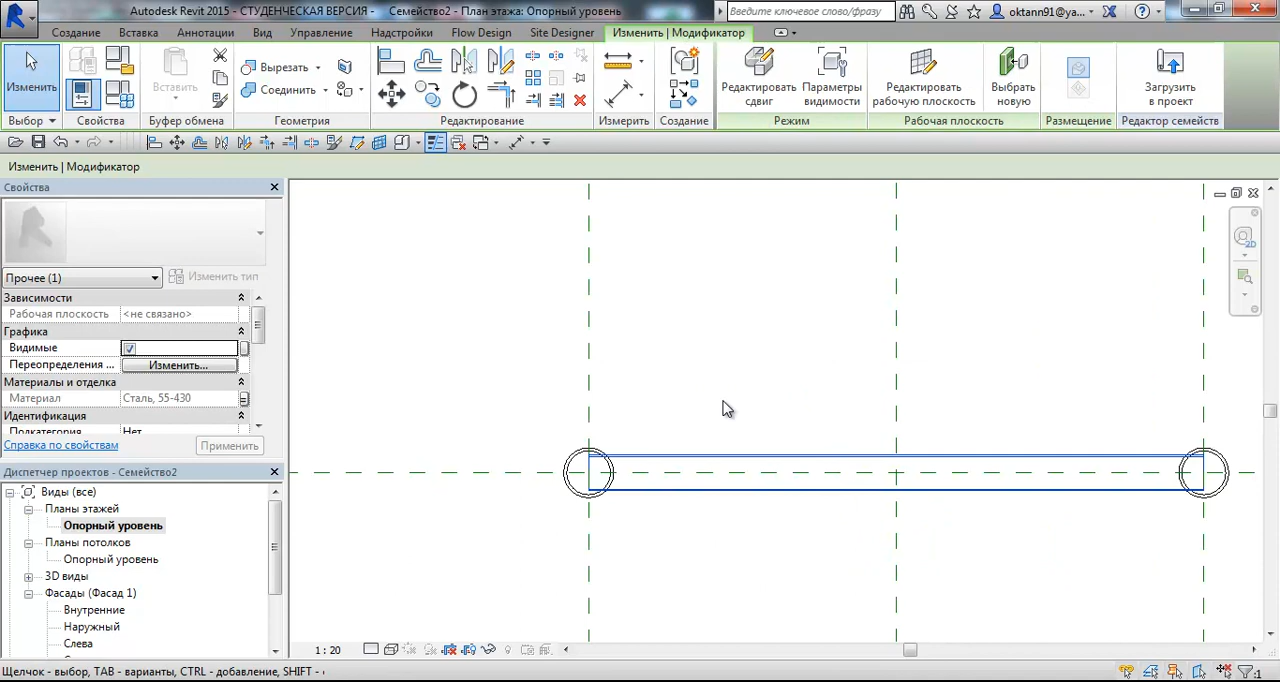 Autodesk Revit 2015 - СТУДЕНЧЕСКАЯ ВЕРСИЯ - Семейство2 - План этажа: Опорный уровень
Введите ключевое слово/фразу
oktann91@ya...
Создание Вставка Аннотации Вид Управление Надстройки Flow Design Site Designer Изменить | Модификатор
Изменить
Вставить
Вырезать
Соединить
Редактировать сдвиг
Параметры видимости
Редактировать рабочую плоскость
Выбрать новую
Загрузить в проект
Выбор Свойства Буфер обмена Геометрия Редактирование Измерить Создание Режим Рабочая плоскость Размещение Редактор семейств
Изменить | Модификатор
Свойства
Прочее (1) Изменить тип
Зависимости
Рабочая плоскость <не связано>
Графика
Видимые
Переопределения ... Изменить...
Материалы и отделка
Материал Сталь, 55-430
Идентификация
Подкатегория Нет
Справка по свойствам Применить
Диспетчер проектов - Семейство2
Виды (все)
Планы этажей
Опорный уровень
Планы потолков
Опорный уровень
3D виды
Фасады (Фасад 1)
Внутренние
Наружный
Слева
2D
1 : 20
Щелчок - выбор, TAB - варианты, CTRL - добавление, SHIFT -
:1